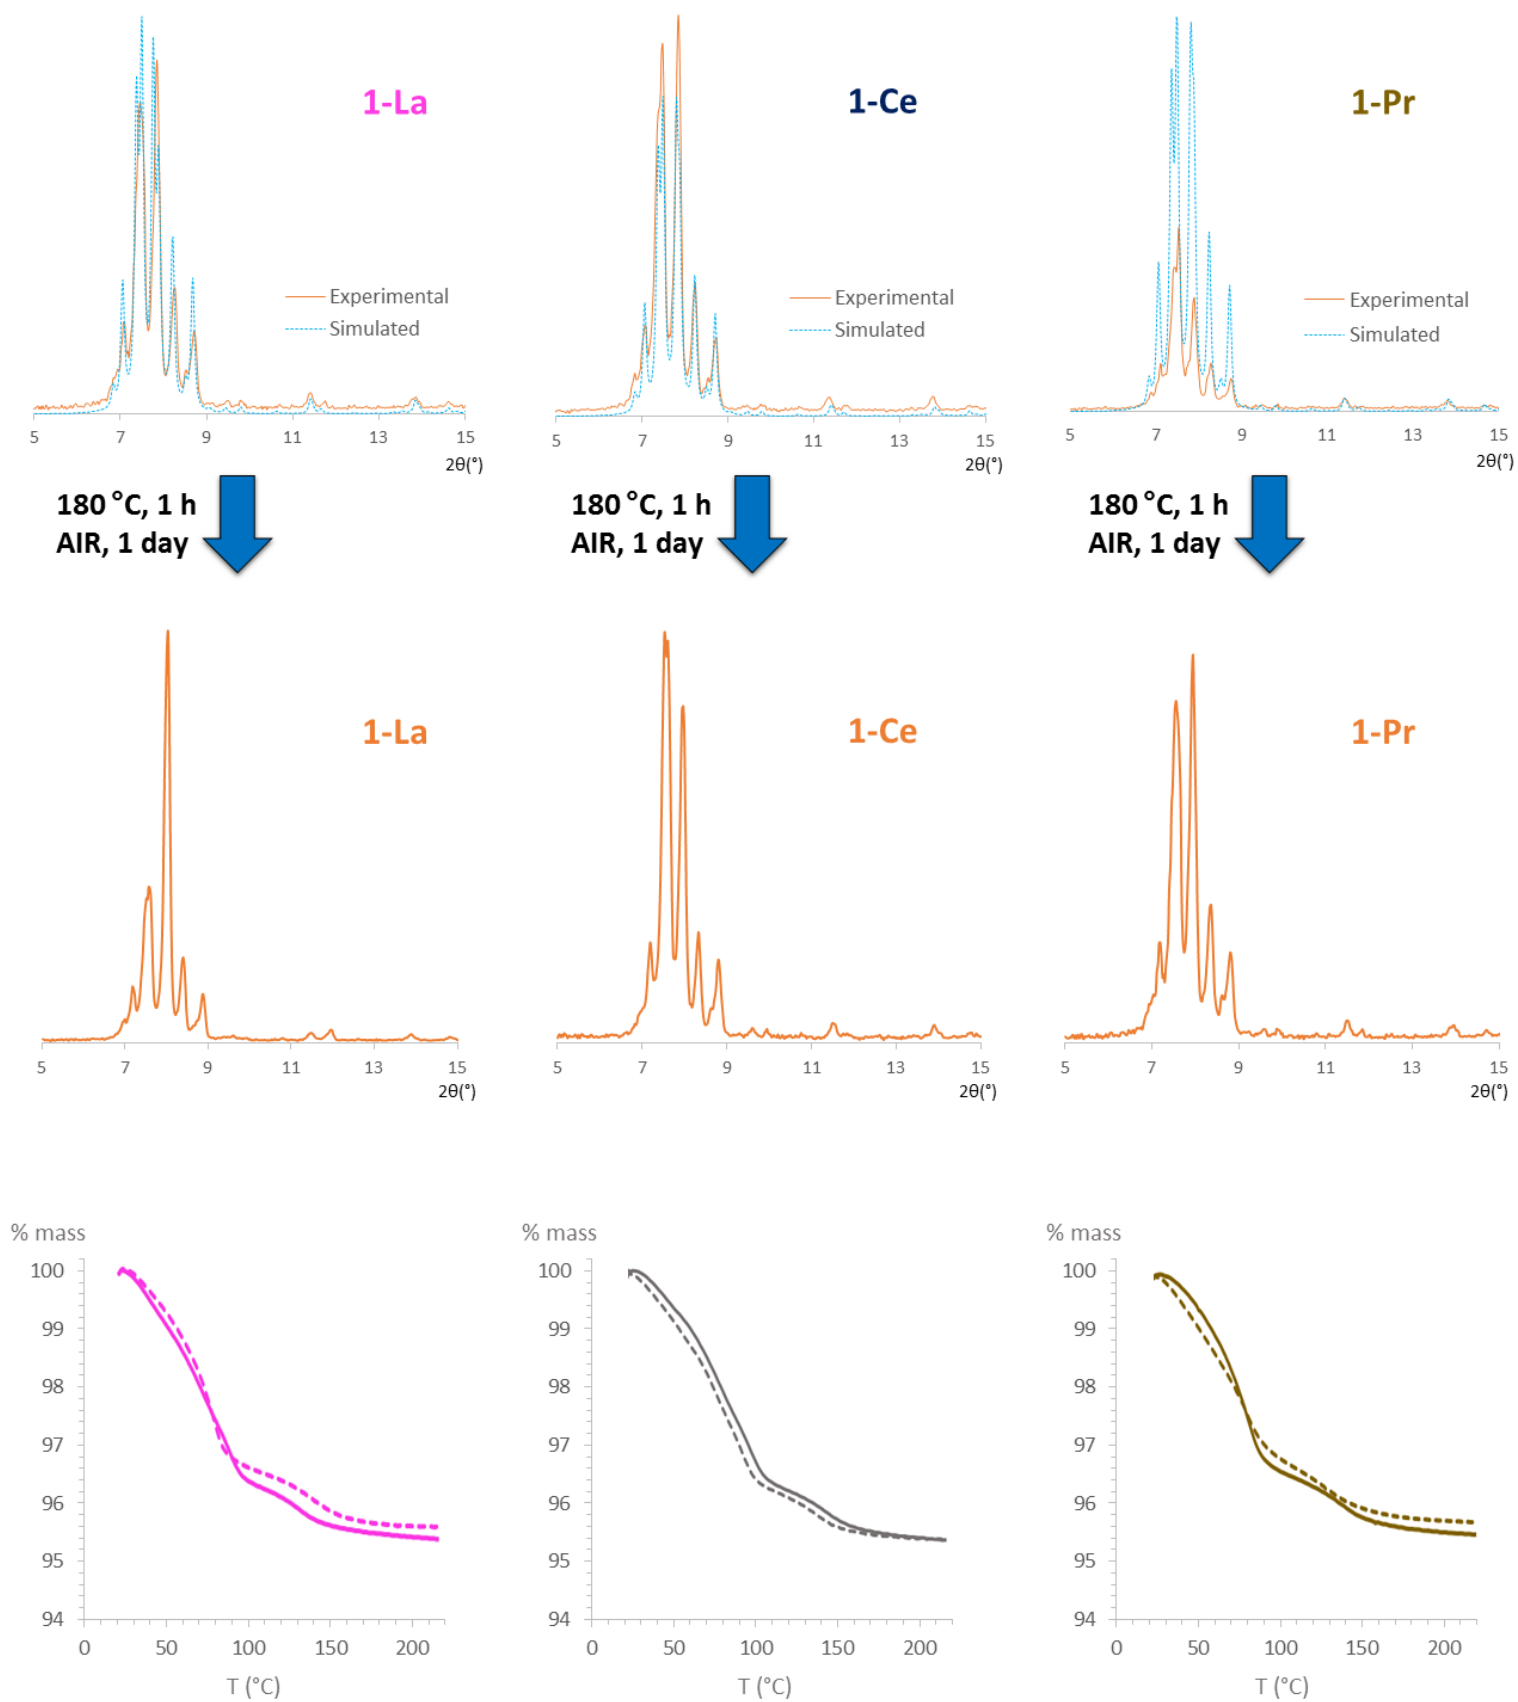 1-La
Experimental
Simulated
5 7 9 11 13 15
2θ(°)
1-Ce
Experimental
Simulated
5 7 9 11 13 15
2θ(°)
1-Pr
Experimental
Simulated
5 7 9 11 13 15
2θ(°)
180 °C, 1 h
AIR, 1 day
180 °C, 1 h
AIR, 1 day
180 °C, 1 h
AIR, 1 day
1-La
5 7 9 11 13 15
2θ(°)
1-Ce
5 7 9 11 13 15
2θ(°)
1-Pr
5 7 9 11 13 15
2θ(°)
% mass
100
99
98
97
96
95
94
0 50 100 150 200
T (°C)
% mass
100
99
98
97
96
95
94
0 50 100 150 200
T (°C)
% mass
100
99
98
97
96
95
94
0 50 100 150 200
T (°C)